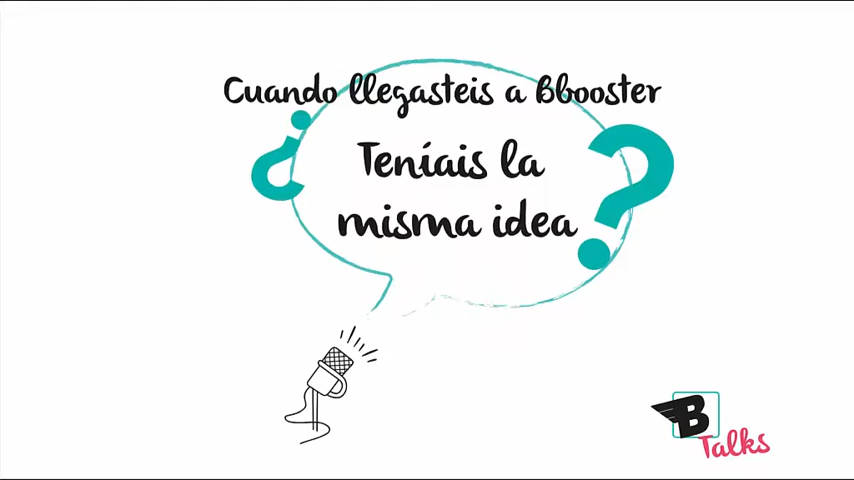 Cuando llegasteis a Bbooster
¿Teníais la
misma idea?
B
Talks